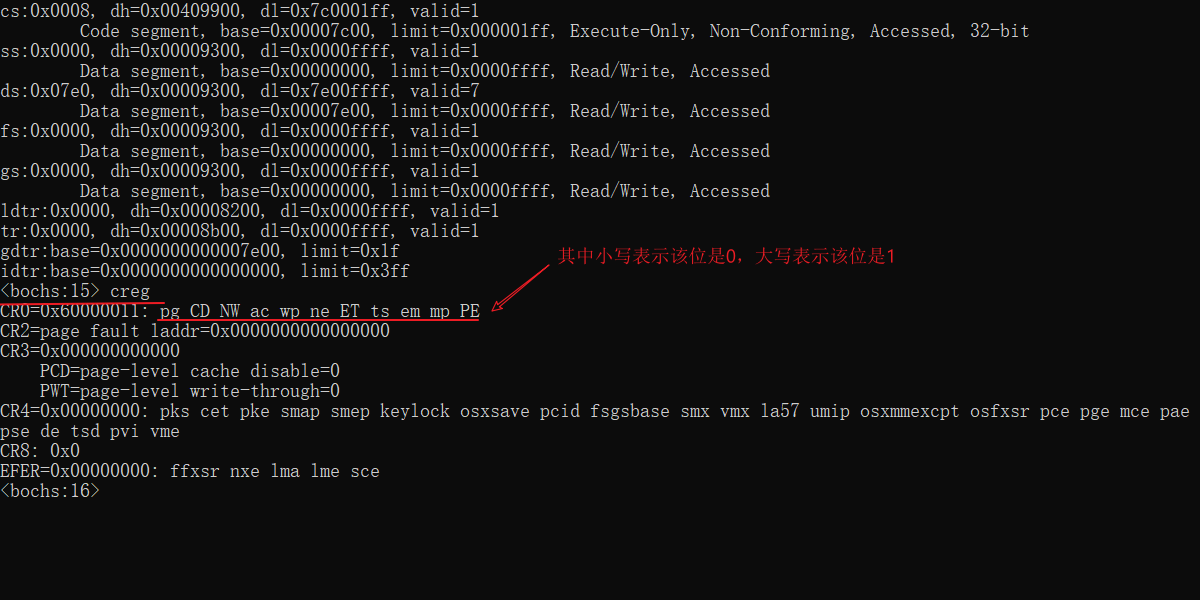 cs:0x0008, dh=0x00409900, dl=0x7c0001ff, valid=1
Code segment, base=0x00007c00, limit=0x000001ff, Execute-Only, Non-Conforming, Accessed, 32-bit
ss:0x0000, dh=0x00009300, dl=0x0000ffff, valid=1
Data segment, base=0x00000000, limit=0x0000ffff, Read/Write, Accessed
ds:0x07e0, dh=0x00009300, dl=0x7e00ffff, valid=7
Data segment, base=0x00007e00, limit=0x0000ffff, Read/Write, Accessed
fs:0x0000, dh=0x00009300, dl=0x0000ffff, valid=1
Data segment, base=0x00000000, limit=0x0000ffff, Read/Write, Accessed
gs:0x0000, dh=0x00009300, dl=0x0000ffff, valid=1
Data segment, base=0x00000000, limit=0x0000ffff, Read/Write, Accessed
ldtr:0x0000, dh=0x00008200, dl=0x0000ffff, valid=1
tr:0x0000, dh=0x00008b00, dl=0x0000ffff, valid=1
gdtr:base=0x0000000000007e00, limit=0x1f
其中小写表示该位是0，大写表示该位是1
idtr:base=0x0000000000000000, limit=0x3ff
<bochs:15> creg
CR0=0x60000011: pg CD NW ac wp ne ET ts em mp PE
CR2=page fault laddr=0x0000000000000000
CR3=0x000000000000
PCD=page-level cache disable=0
PWT=page-level write-through=0
CR4=0x00000000: pks cet pke smap smep keylock osxsave pcid fsgsbase smx vmx la57 umip osxmmexcpt osfxsr pce pge mce pae
pse de tsd pvi vme
CR8: 0x0
EFER=0x00000000: ffxsr nxe lma lme sce
<bochs:16>